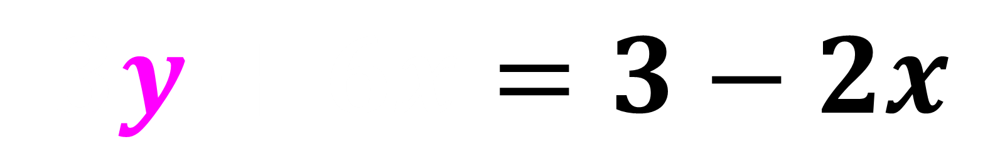 y = 3 − 2x